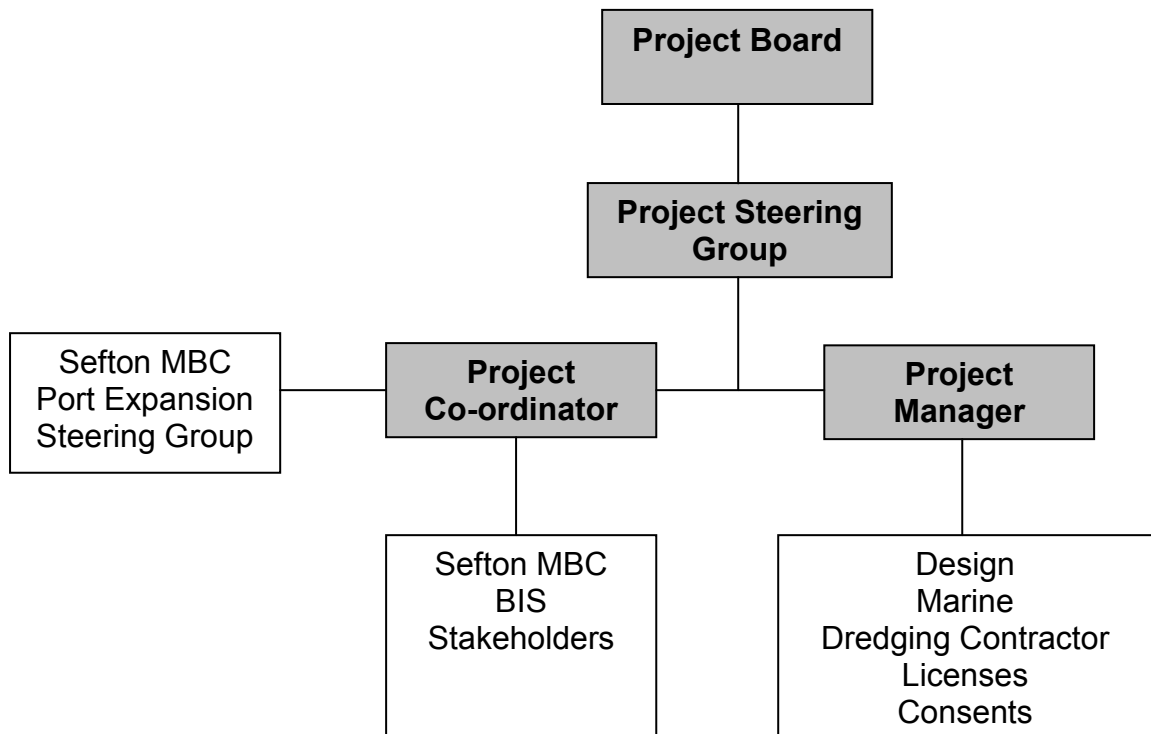 Project Board
Project Steering
Group
Sefton MBC
Port Expansion
Steering Group
Project
Co-ordinator
Project
Manager
Sefton MBC
BIS
Stakeholders
Design
Marine
Dredging Contractor
Licenses
Consents